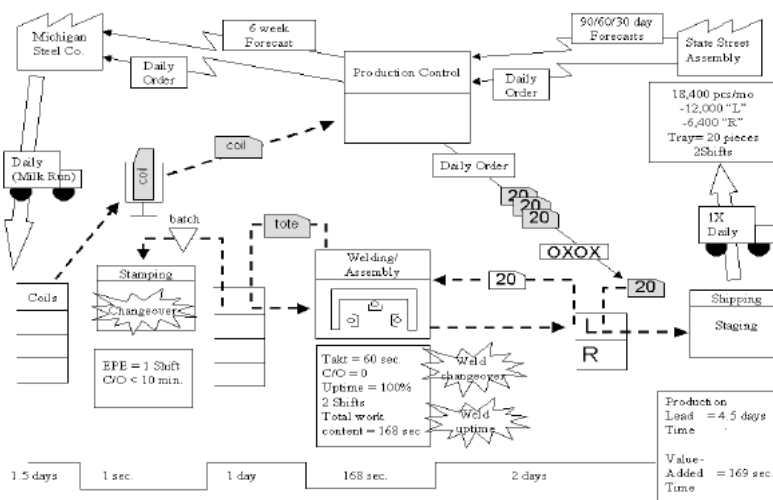 Michigan
Steel Co.
6 week
Forecast
Daily
Order
Production Control
90/60/30 day
Forecasts
Daily
Order
State Street
Assembly
18,400 pcs/mo
-12,000 "L"
-6,400 "R"
Tray= 20 pieces
2Shifts
Daily
(Milk Run)
coil
coil
Daily Order
20
20
20
OXOX
1X
Daily
batch
tote
Stamping
Changeover
Welding/
Assembly
20
20
Coils
L
R
Shipping
Staging
EPE = 1 Shift
C/O < 10 min.
Takt = 60 sec.
C/O = 0
Uptime = 100%
2 Shifts
Total work
content = 168 sec
Weld
changeover
Weld
uptime
Production
Lead = 4.5 days
Time
Value-
Added = 169 sec.
Time
1.5 days
1 sec.
1 day
168 sec.
2 days